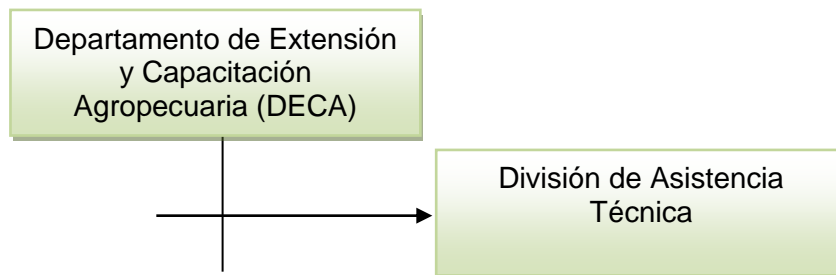 Departamento de Extensión
y Capacitación
Agropecuaria (DECA)
División de Asistencia
Técnica